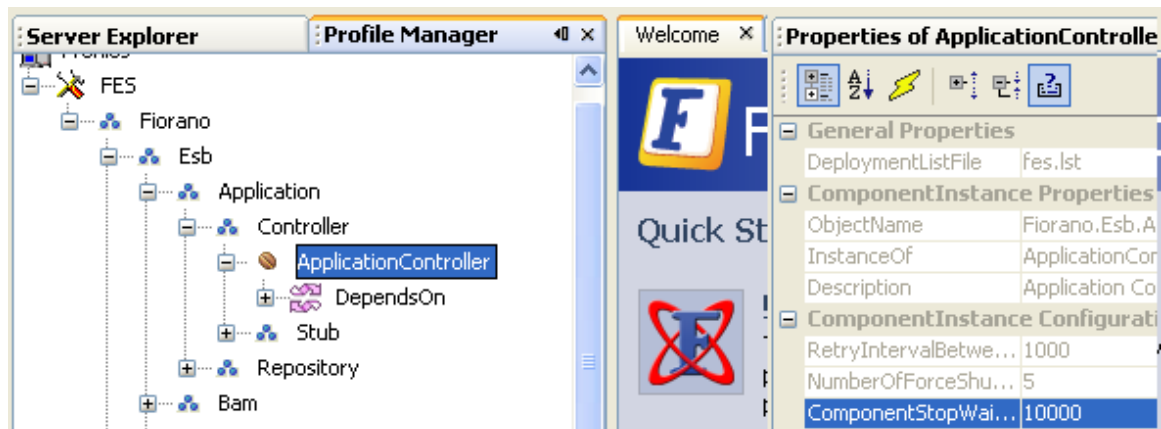 Server Explorer
Profile Manager
FES
Fiorano
Esb
Application
Controller
ApplicationController
DependsOn
Stub
Repository
Bam
Welcome
F
Quick St
Properties of ApplicationControlle
General Properties
DeploymentListFile fes.lst
ComponentInstance Properties
ObjectName Fiorano.Esb.A
InstanceOf ApplicationCor
Description Application Co
ComponentInstance Configurati
RetryIntervalBetwe... 1000
NumberOfForceShu... 5
ComponentStopWai... 10000